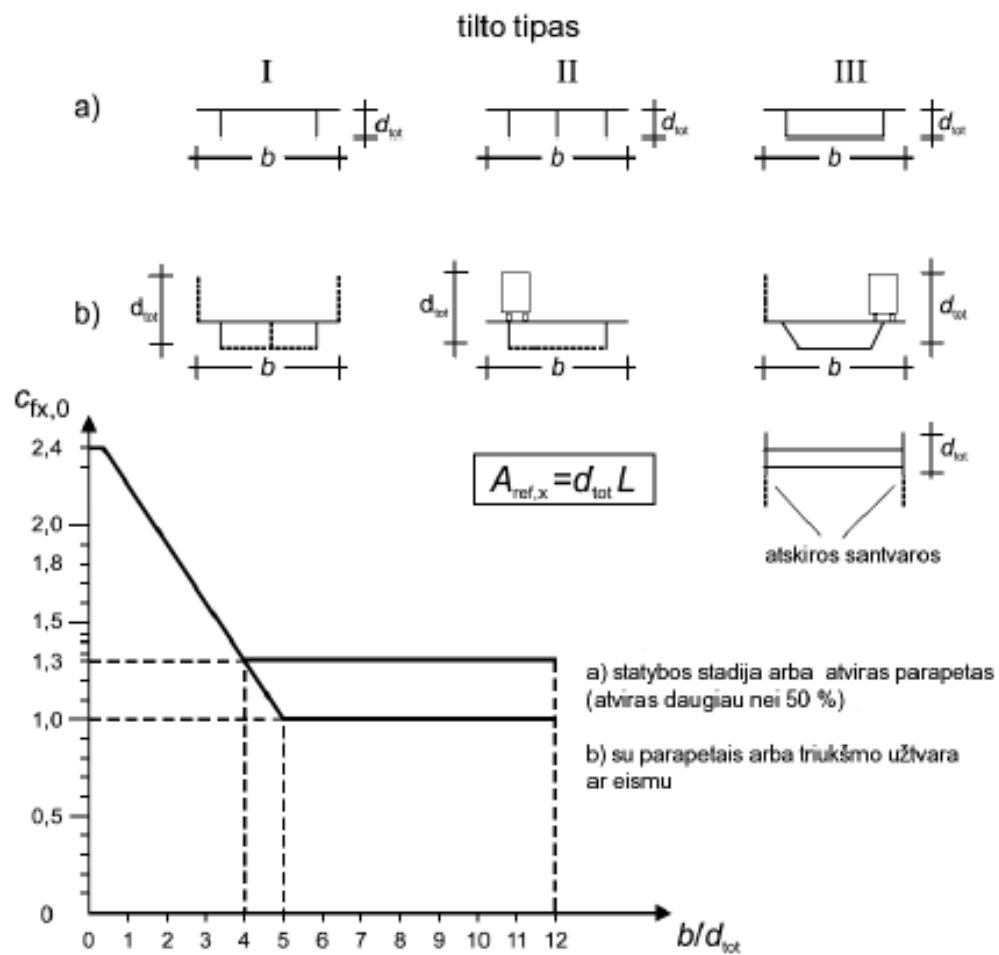 tilto tipas
I II III
a) d_tot d_tot d_tot
b b b
b) d_tot d_tot d_tot
b b b
c_fx,0
2,4
2,0
1,8
1,5
1,3
1,0
0,5
0
0 1 2 3 4 5 6 7 8 9 10 11 12
b/d_tot
A_ref,x =d_tot L
d_tot
atskiros santvaros
a) statybos stadija arba atviras parapetas
(atviras daugiau nei 50 %)
b) su parapetais arba triukšmo užtvara
ar eismu